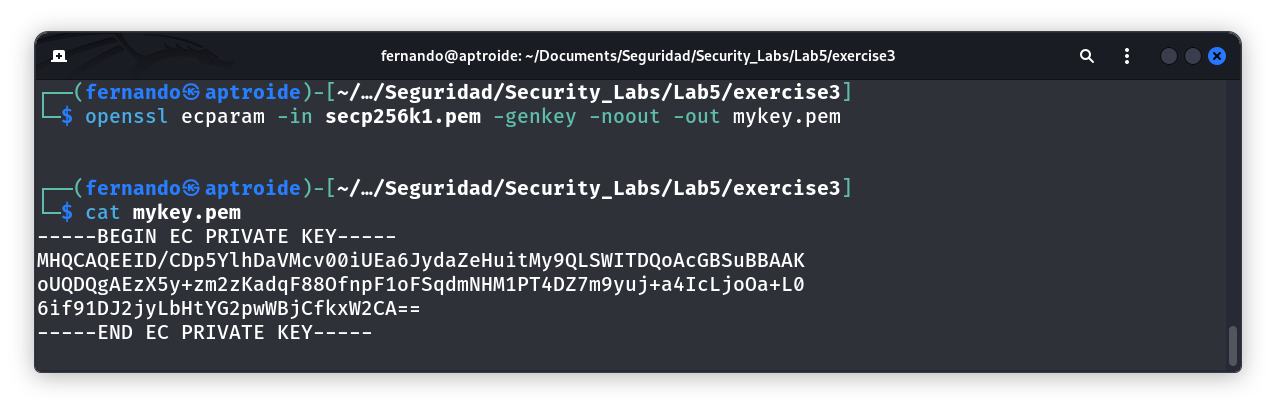 fernando@aptroide: ~/Documents/Seguridad/Security_Labs/Lab5/exercise3
┌──(fernando㉿aptroide)-[~/…/Seguridad/Security_Labs/Lab5/exercise3]
└─$ openssl ecparam -in secp256k1.pem -genkey -noout -out mykey.pem
┌──(fernando㉿aptroide)-[~/…/Seguridad/Security_Labs/Lab5/exercise3]
└─$ cat mykey.pem
-----BEGIN EC PRIVATE KEY-----
MHQCAQEEID/CDp5YlhDaVMcv00iUEa6JydaZeHuitMy9QLSWITDQoAcGBSuBBAAK
oUQDQgAEzX5y+zm2zKadqF88OfnpF1oFSqdmNHM1PT4DZ7m9yuj+a4IcLjoOa+L0
6if91DJ2jyLbHtYG2pwWBjCfkxW2CA==
-----END EC PRIVATE KEY-----